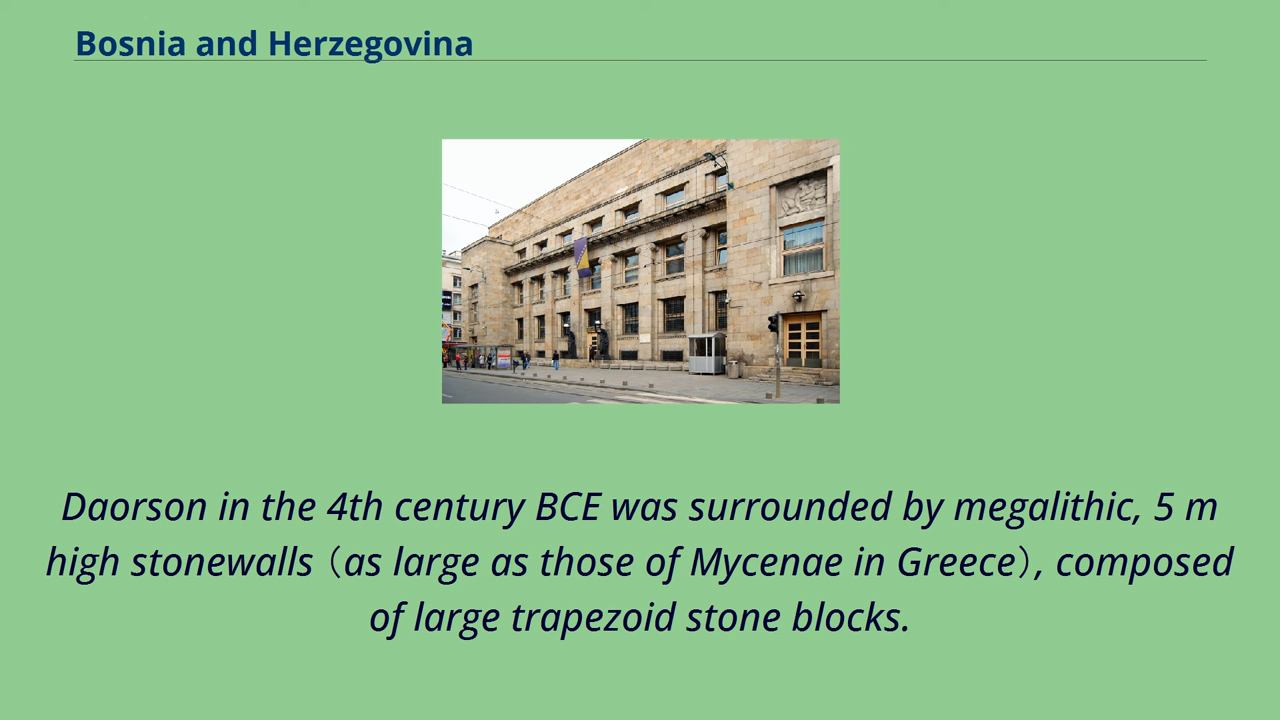 Bosnia and Herzegovina
Daorson in the 4th century BCE was surrounded by megalithic, 5 m
high stonewalls（as large as those of Mycenae in Greece）, composed
of large trapezoid stone blocks.